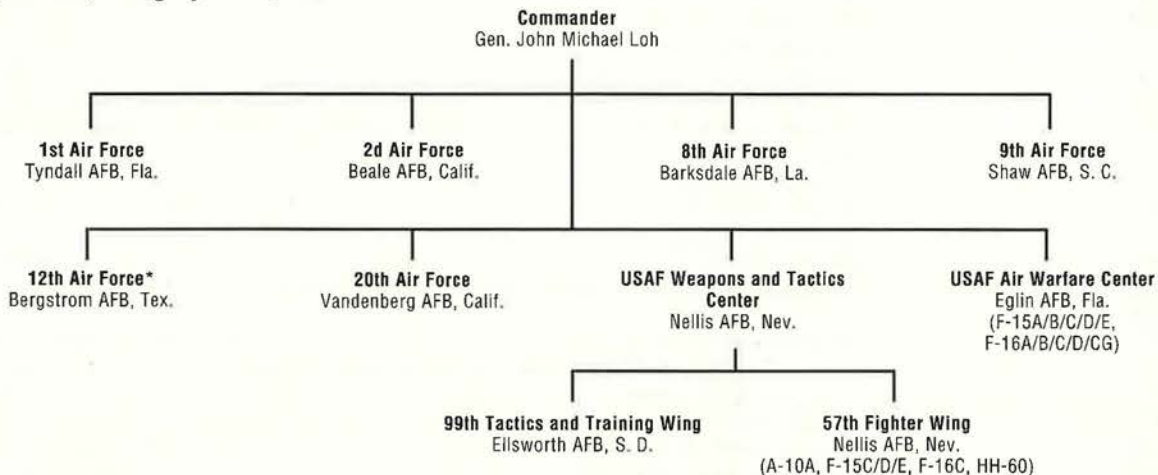 Commander
Gen. John Michael Loh
1st Air Force
Tyndall AFB, Fla.
2d Air Force
Beale AFB, Calif.
8th Air Force
Barksdale AFB, La.
9th Air Force
Shaw AFB, S. C.
12th Air Force*
Bergstrom AFB, Tex.
20th Air Force
Vandenberg AFB, Calif.
USAF Weapons and Tactics
Center
Nellis AFB, Nev.
USAF Air Warfare Center
Eglin AFB, Fla.
(F-15A/B/C/D/E,
F-16A/B/C/D/CG)
99th Tactics and Training Wing
Ellsworth AFB, S. D.
57th Fighter Wing
Nellis AFB, Nev.
(A-10A, F-15C/D/E, F-16C, HH-60)